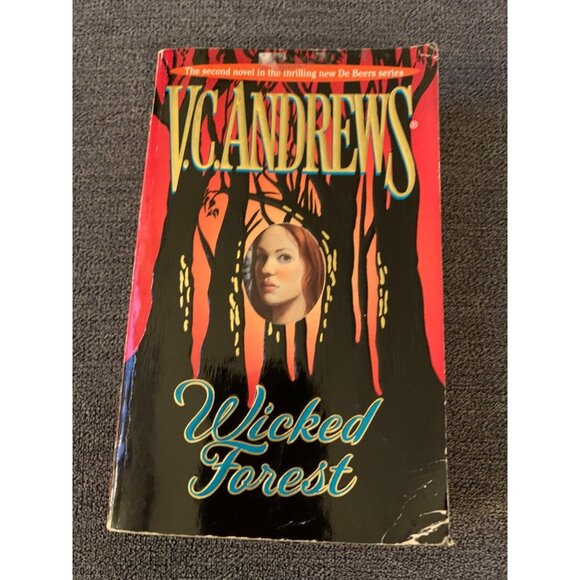 The second novel in the thrilling new De Beers series
V.C. ANDREWS®
Wicked
Forest